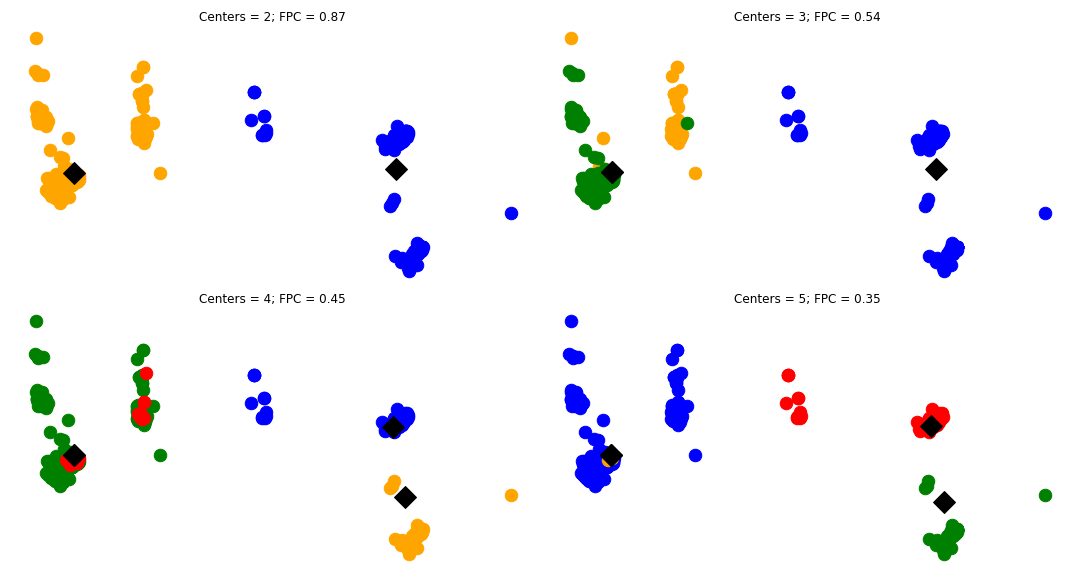 Centers = 2; FPC = 0.87
Centers = 3; FPC = 0.54
Centers = 4; FPC = 0.45
Centers = 5; FPC = 0.35